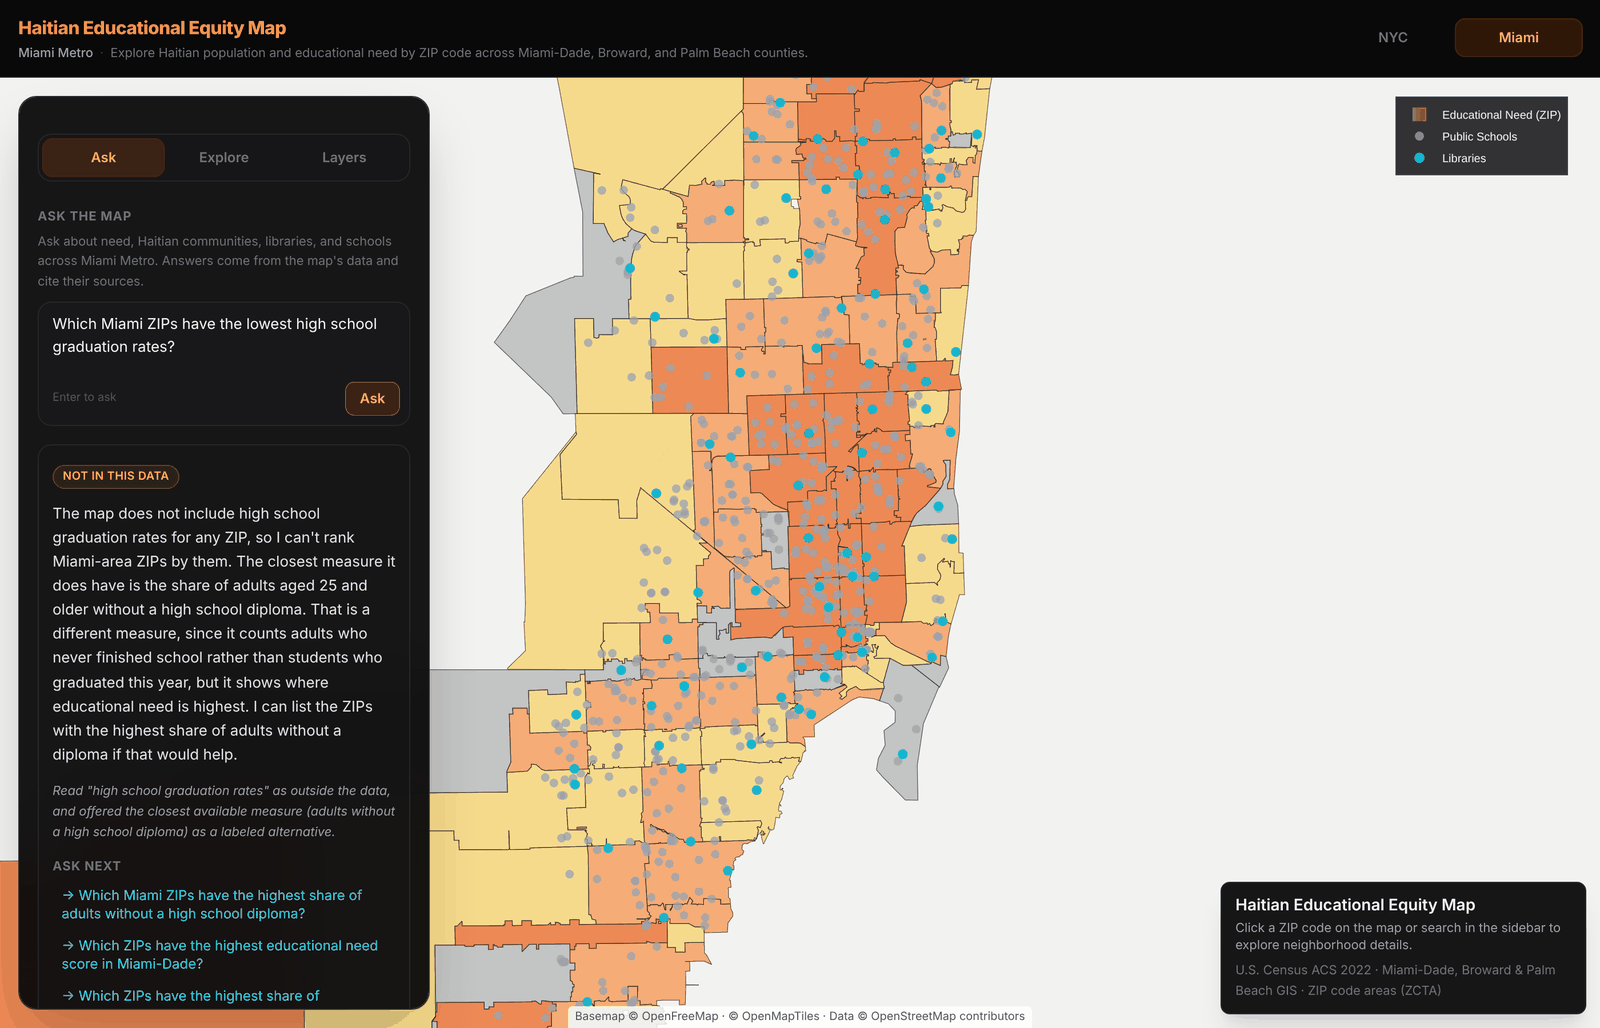 Haitian Educational Equity Map
Miami Metro · Explore Haitian population and educational need by ZIP code across Miami-Dade, Broward, and Palm Beach counties.
NYC
Miami
Ask
Explore
Layers
ASK THE MAP
Ask about need, Haitian communities, libraries, and schools
across Miami Metro. Answers come from the map's data and
cite their sources.
Which Miami ZIPs have the lowest high school
graduation rates?
Enter to ask
Ask
NOT IN THIS DATA
The map does not include high school
graduation rates for any ZIP, so I can't rank
Miami-area ZIPs by them. The closest measure it
does have is the share of adults aged 25 and
older without a high school diploma. That is a
different measure, since it counts adults who
never finished school rather than students who
graduated this year, but it shows where
educational need is highest. I can list the ZIPs
with the highest share of adults without a
diploma if that would help.
Read "high school graduation rates" as outside the data,
and offered the closest available measure (adults without
a high school diploma) as a labeled alternative.
ASK NEXT
→ Which Miami ZIPs have the highest share of
adults without a high school diploma?
→ Which ZIPs have the highest educational need
score in Miami-Dade?
→ Which ZIPs have the highest share of
Educational Need (ZIP)
Public Schools
Libraries
Haitian Educational Equity Map
Click a ZIP code on the map or search in the sidebar to
explore neighborhood details.
U.S. Census ACS 2022 · Miami-Dade, Broward & Palm
Beach GIS · ZIP code areas (ZCTA)
Basemap © OpenFreeMap · © OpenMapTiles · Data © OpenStreetMap contributors